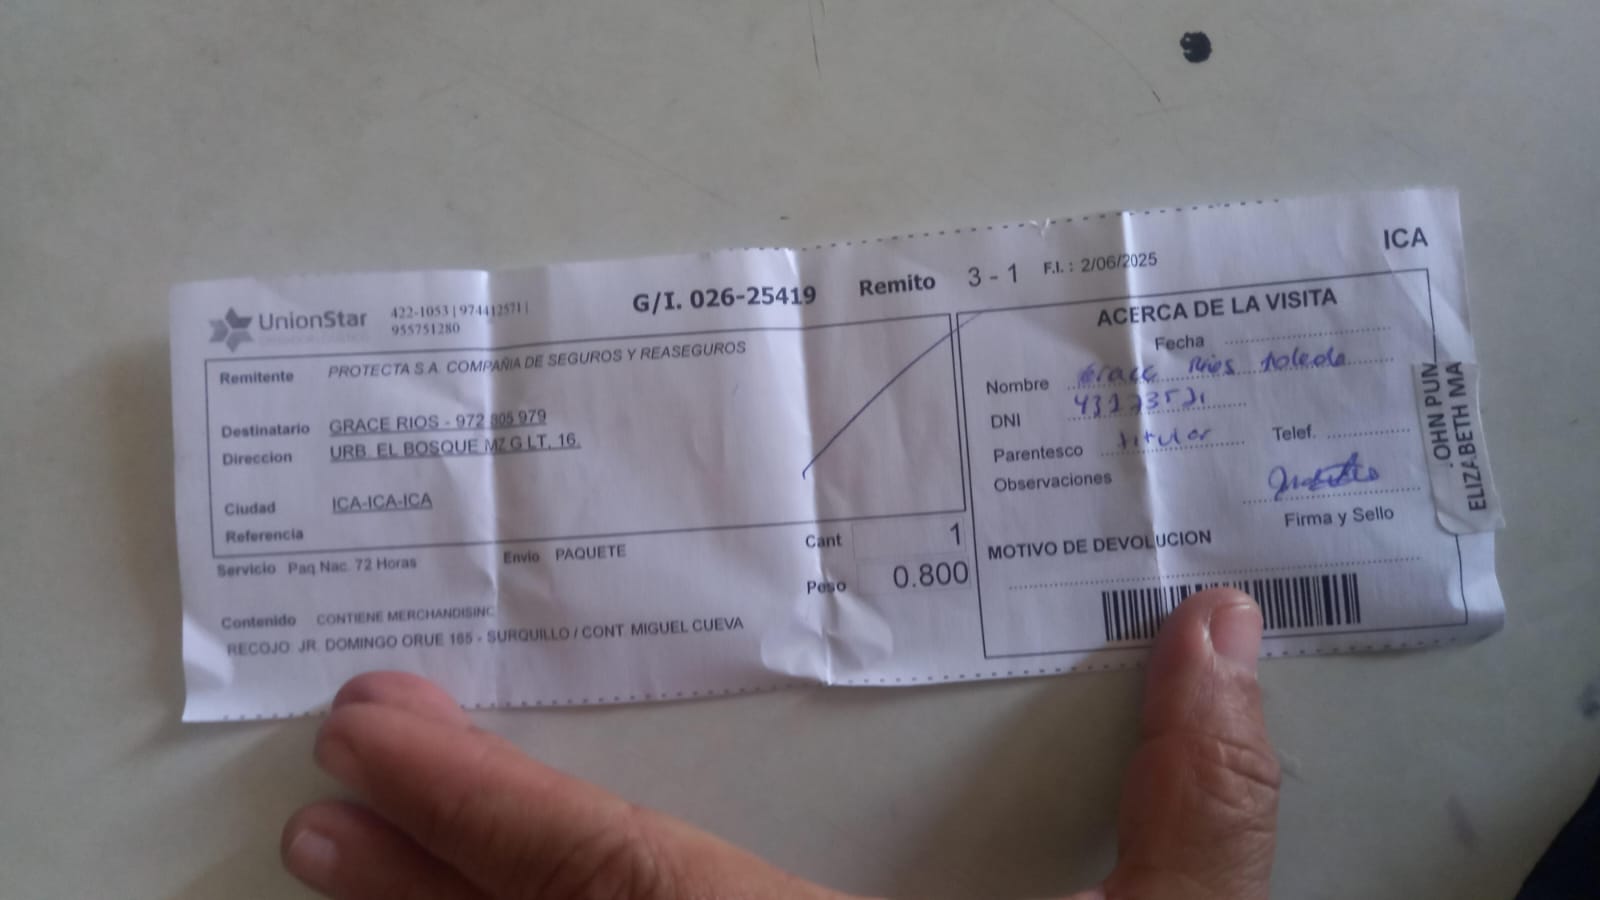 UnionStar
422-1053 | 974412571 |
955751280
G/I. 026-25419
Remito 3 - 1 F.I. : 2/06/2025
ICA
Remitente PROTECTA S.A. COMPAÑIA DE SEGUROS Y REASEGUROS
Destinatario GRACE RIOS - 972 805 979
Direccion URB. EL BOSQUE MZ G LT. 16.
Ciudad ICA-ICA-ICA
Referencia
Servicio Paq Nac. 72 Horas
Envio PAQUETE
Cant 1
Peso 0.800
Contenido CONTIENE MERCHANDISING
RECOJO: JR. DOMINGO ORUE 165 - SURQUILLO / CONT. MIGUEL CUEVA
ACERCA DE LA VISITA
Fecha
Nombre Grace Rios toledo
DNI
Parentesco titular Telef.
Observaciones
Firma y Sello
MOTIVO DE DEVOLUCION
JOHN PUN
ELIZABETH MA